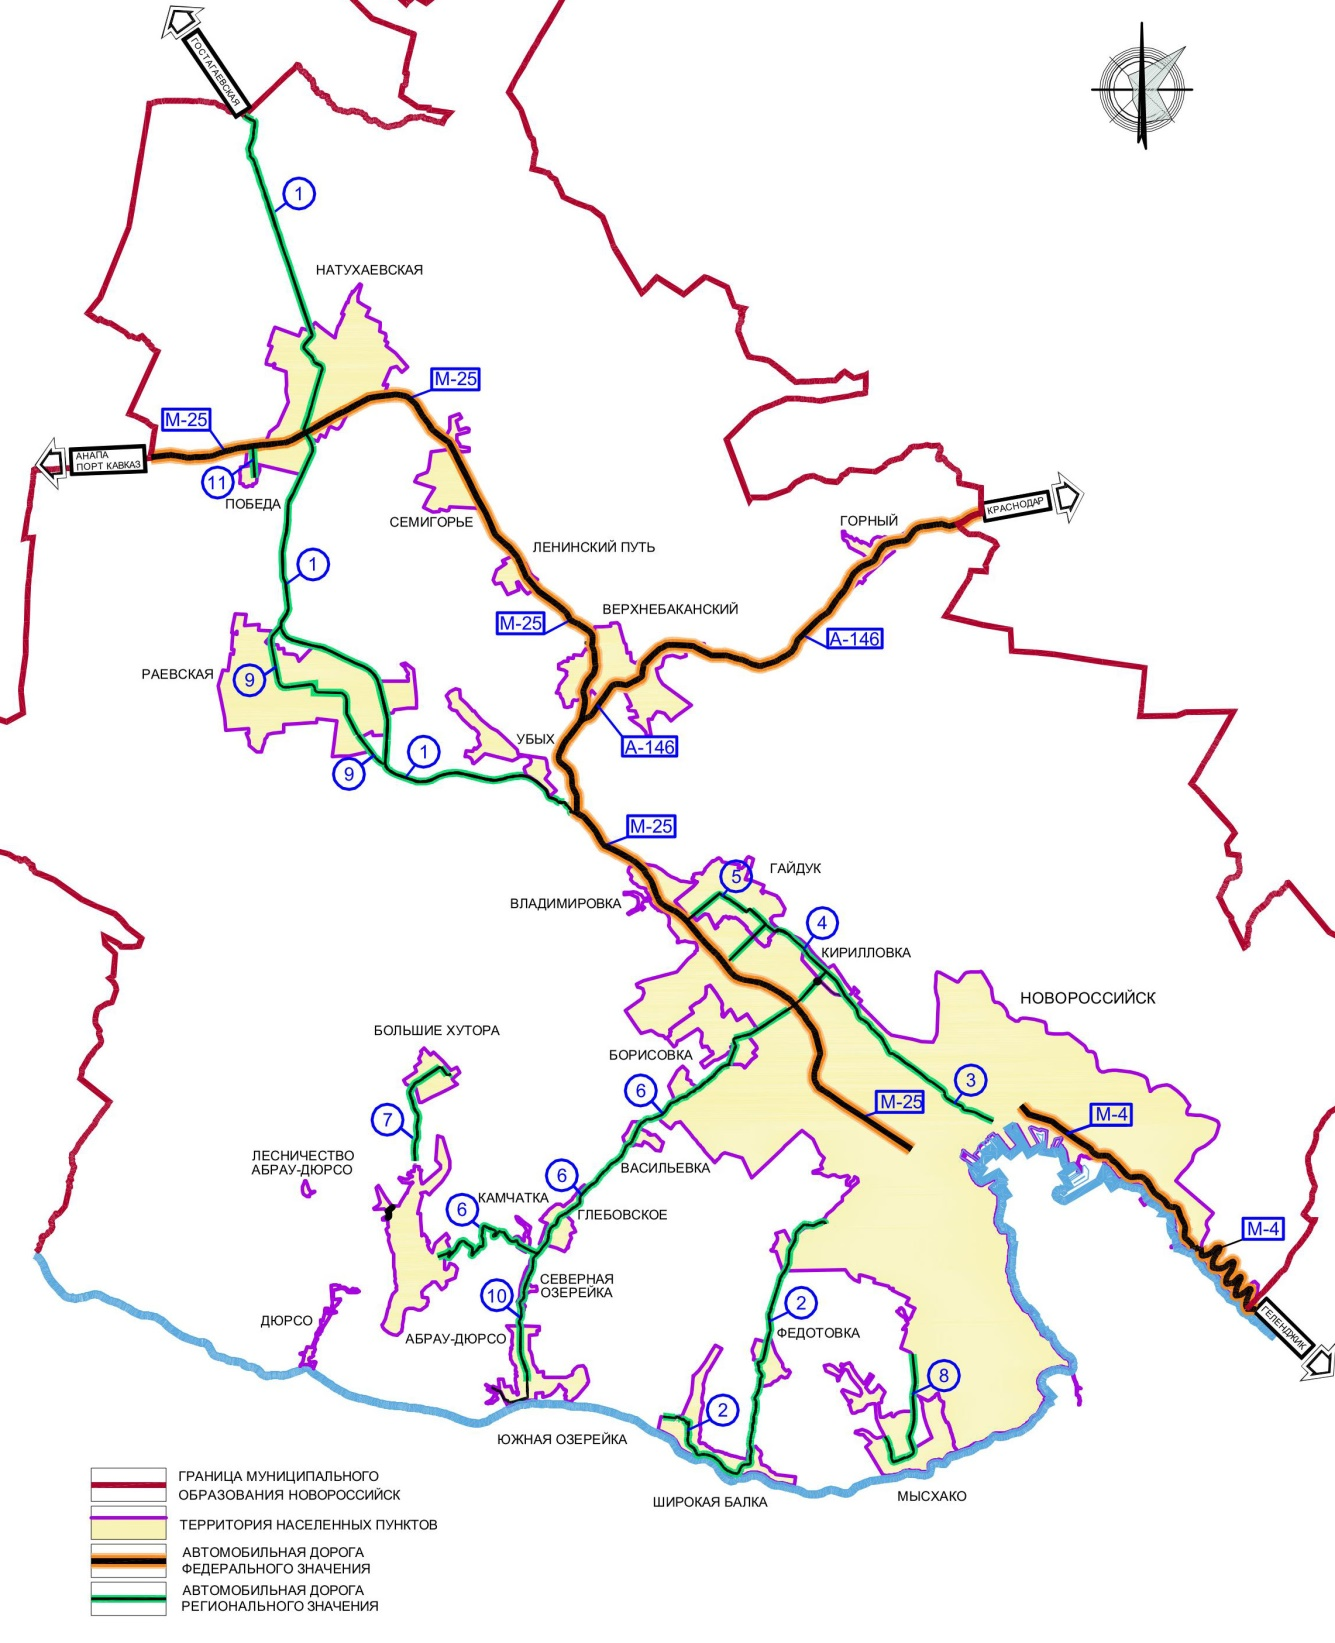 ГОСТАГАЕВСКАЯ
1
НАТУХАЕВСКАЯ
М-25
М-25
АНАПА
ПОРТ КАВКАЗ
11
ПОБЕДА
СЕМИГОРЬЕ
КРАСНОДАР
ГОРНЫЙ
ЛЕНИНСКИЙ ПУТЬ
1
ВЕРХНЕБАКАНСКИЙ
М-25
А-146
РАЕВСКАЯ
9
УБЫХ
А-146
1
9
М-25
ГАЙДУК
5
ВЛАДИМИРОВКА
4
КИРИЛЛОВКА
НОВОРОССИЙСК
БОЛЬШИЕ ХУТОРА
БОРИСОВКА
6
3
М-25
М-4
7
ЛЕСНИЧЕСТВО
АБРАУ-ДЮРСО
ВАСИЛЬЕВКА
6
КАМЧАТКА
6
ГЛЕБОВСКОЕ
М-4
СЕВЕРНАЯ
ОЗЕРЕЙКА
10
2
ДЮРСО
АБРАУ-ДЮРСО
ФЕДОТОВКА
ГЕЛЕНДЖИК
8
2
ЮЖНАЯ ОЗЕРЕЙКА
ШИРОКАЯ БАЛКА
МЫСХАКО
ГРАНИЦА МУНИЦИПАЛЬНОГО
ОБРАЗОВАНИЯ НОВОРОССИЙСК
ТЕРРИТОРИЯ НАСЕЛЕННЫХ ПУНКТОВ
АВТОМОБИЛЬНАЯ ДОРОГА
ФЕДЕРАЛЬНОГО ЗНАЧЕНИЯ
АВТОМОБИЛЬНАЯ ДОРОГА
РЕГИОНАЛЬНОГО ЗНАЧЕНИЯ